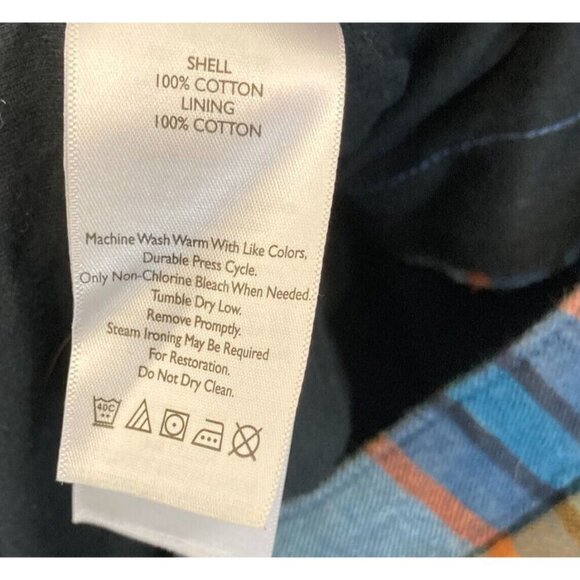 SHELL
100% COTTON
LINING
100% COTTON
Machine Wash Warm With Like Colors,
Durable Press Cycle.
Only Non-Chlorine Bleach When Needed.
Tumble Dry Low.
Remove Promptly.
Steam Ironing May Be Required
For Restoration.
Do Not Dry Clean.
40C